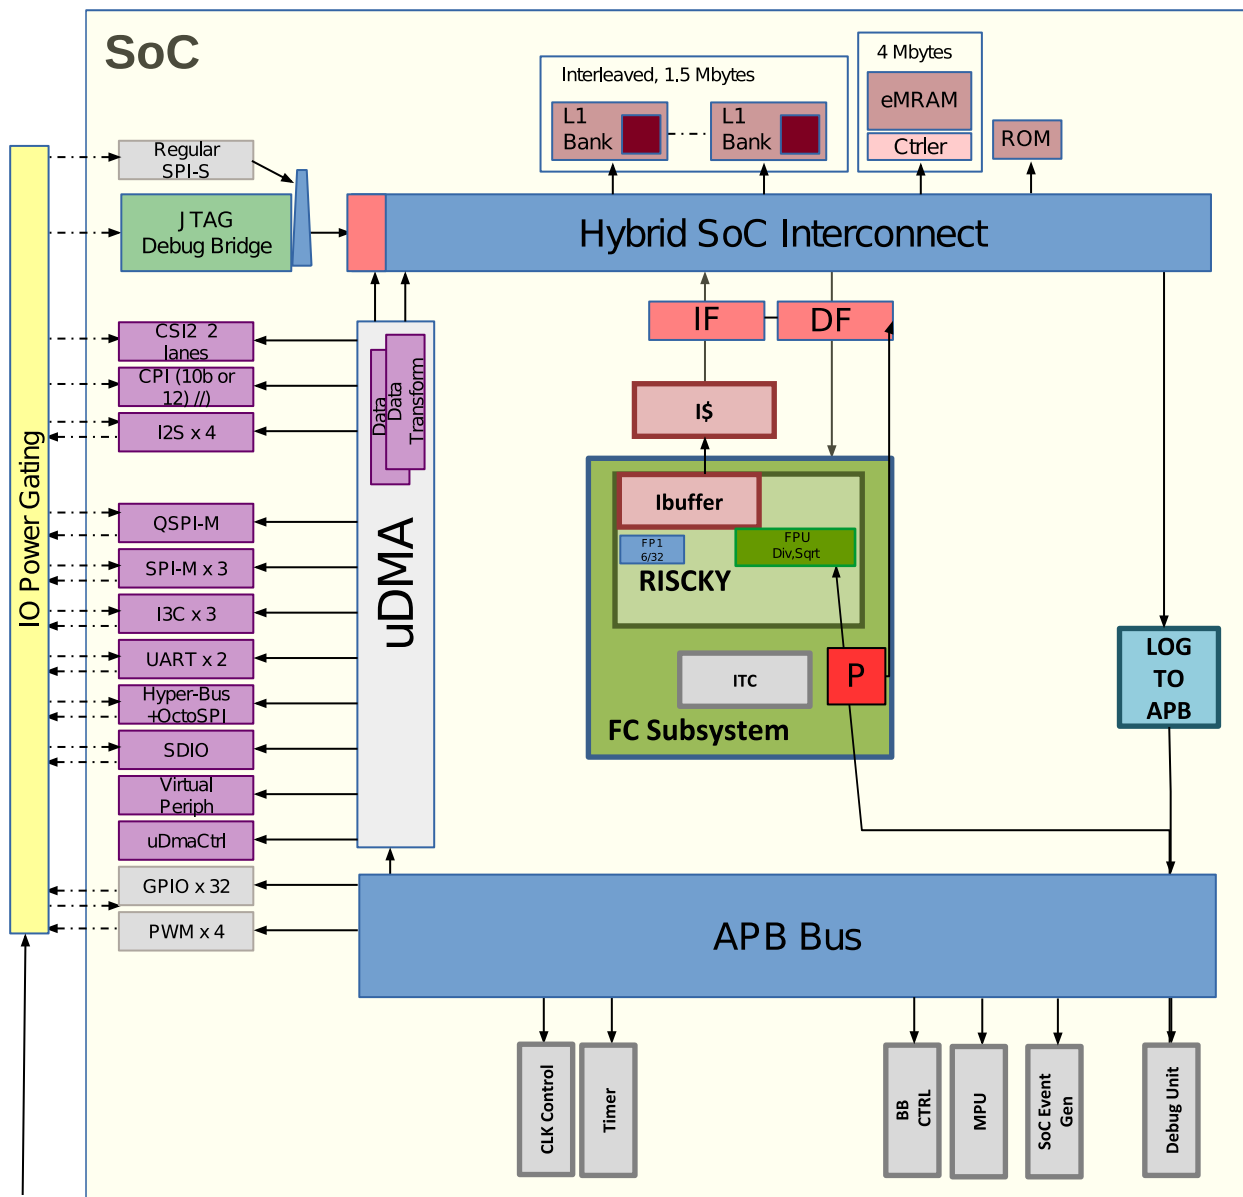 SoC
Interleaved, 1.5 Mbytes
L1
Bank
L1
Bank
4 Mbytes
eMRAM
Ctrler
ROM
Regular
SPI-S
JTAG
Debug Bridge
Hybrid SoC Interconnect
IF
DF
CSI2 2
lanes
CPI (10b or
12) //)
I2S x 4
Data
Data
Transform
I$
IO Power Gating
QSPI-M
SPI-M x 3
I3C x 3
UART x 2
Hyper-Bus
+OctoSPI
SDIO
Virtual
Periph
uDmaCtrl
GPIO x 32
PWM x 4
uDMA
Ibuffer
FP1
6/32
FPU
Div,Sqrt
RISCKY
ITC
P
FC Subsystem
LOG
TO
APB
APB Bus
CLK Control
Timer
BB
CTRL
MPU
SoC Event
Gen
Debug Unit